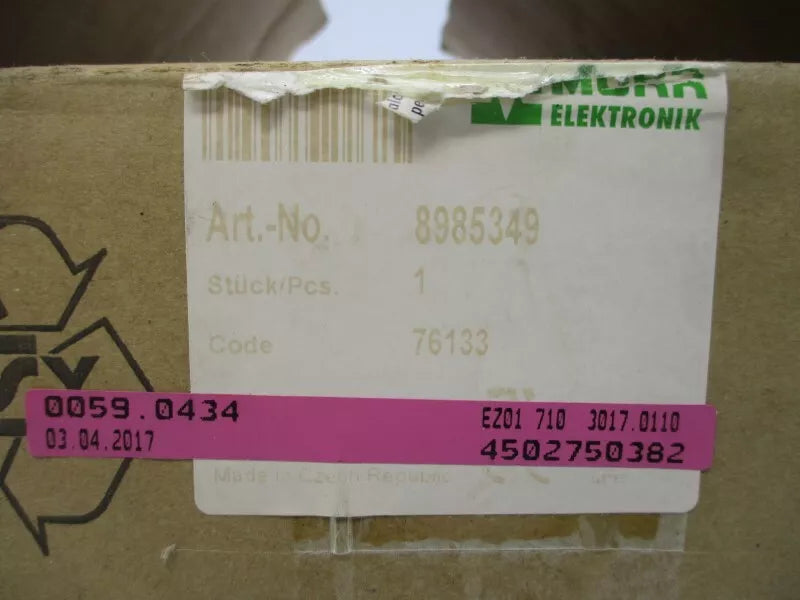 MURR
ELEKTRONIK
Art.-No. 8985349
Stück/Pcs. 1
Code 76133
0059.0434
03.04.2017
EZ01 710 3017.0110
4502750382
Made in Czech Republic